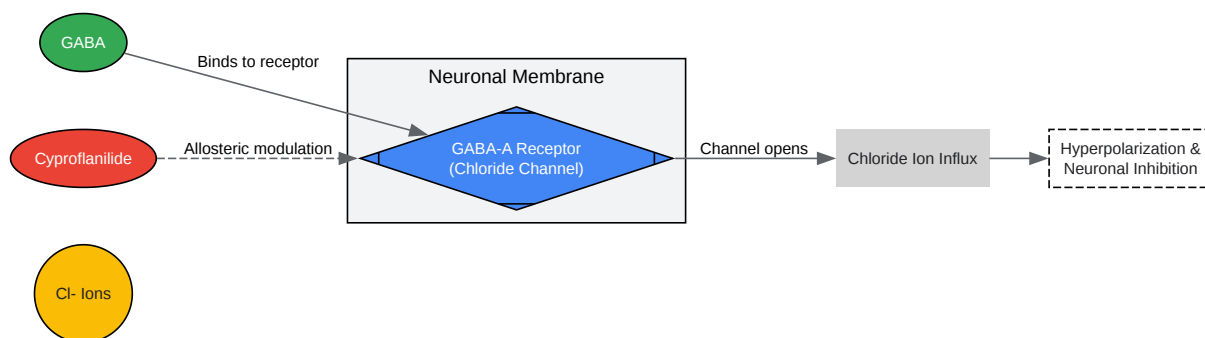 GABA
Binds to receptor
Neuronal Membrane
Cyproflanilide
Allosteric modulation
GABA-A Receptor
(Chloride Channel)
Channel opens
Chloride Ion Influx
Hyperpolarization &
Neuronal Inhibition
Cl- Ions